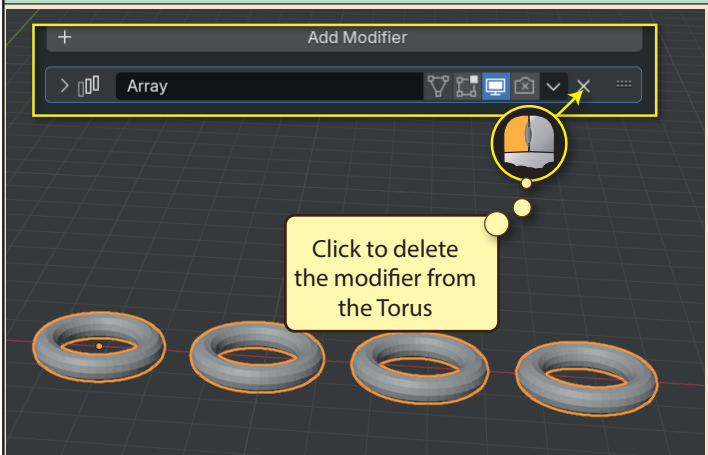 Add Modifier
Array
Click to delete
the modifier from
the Torus